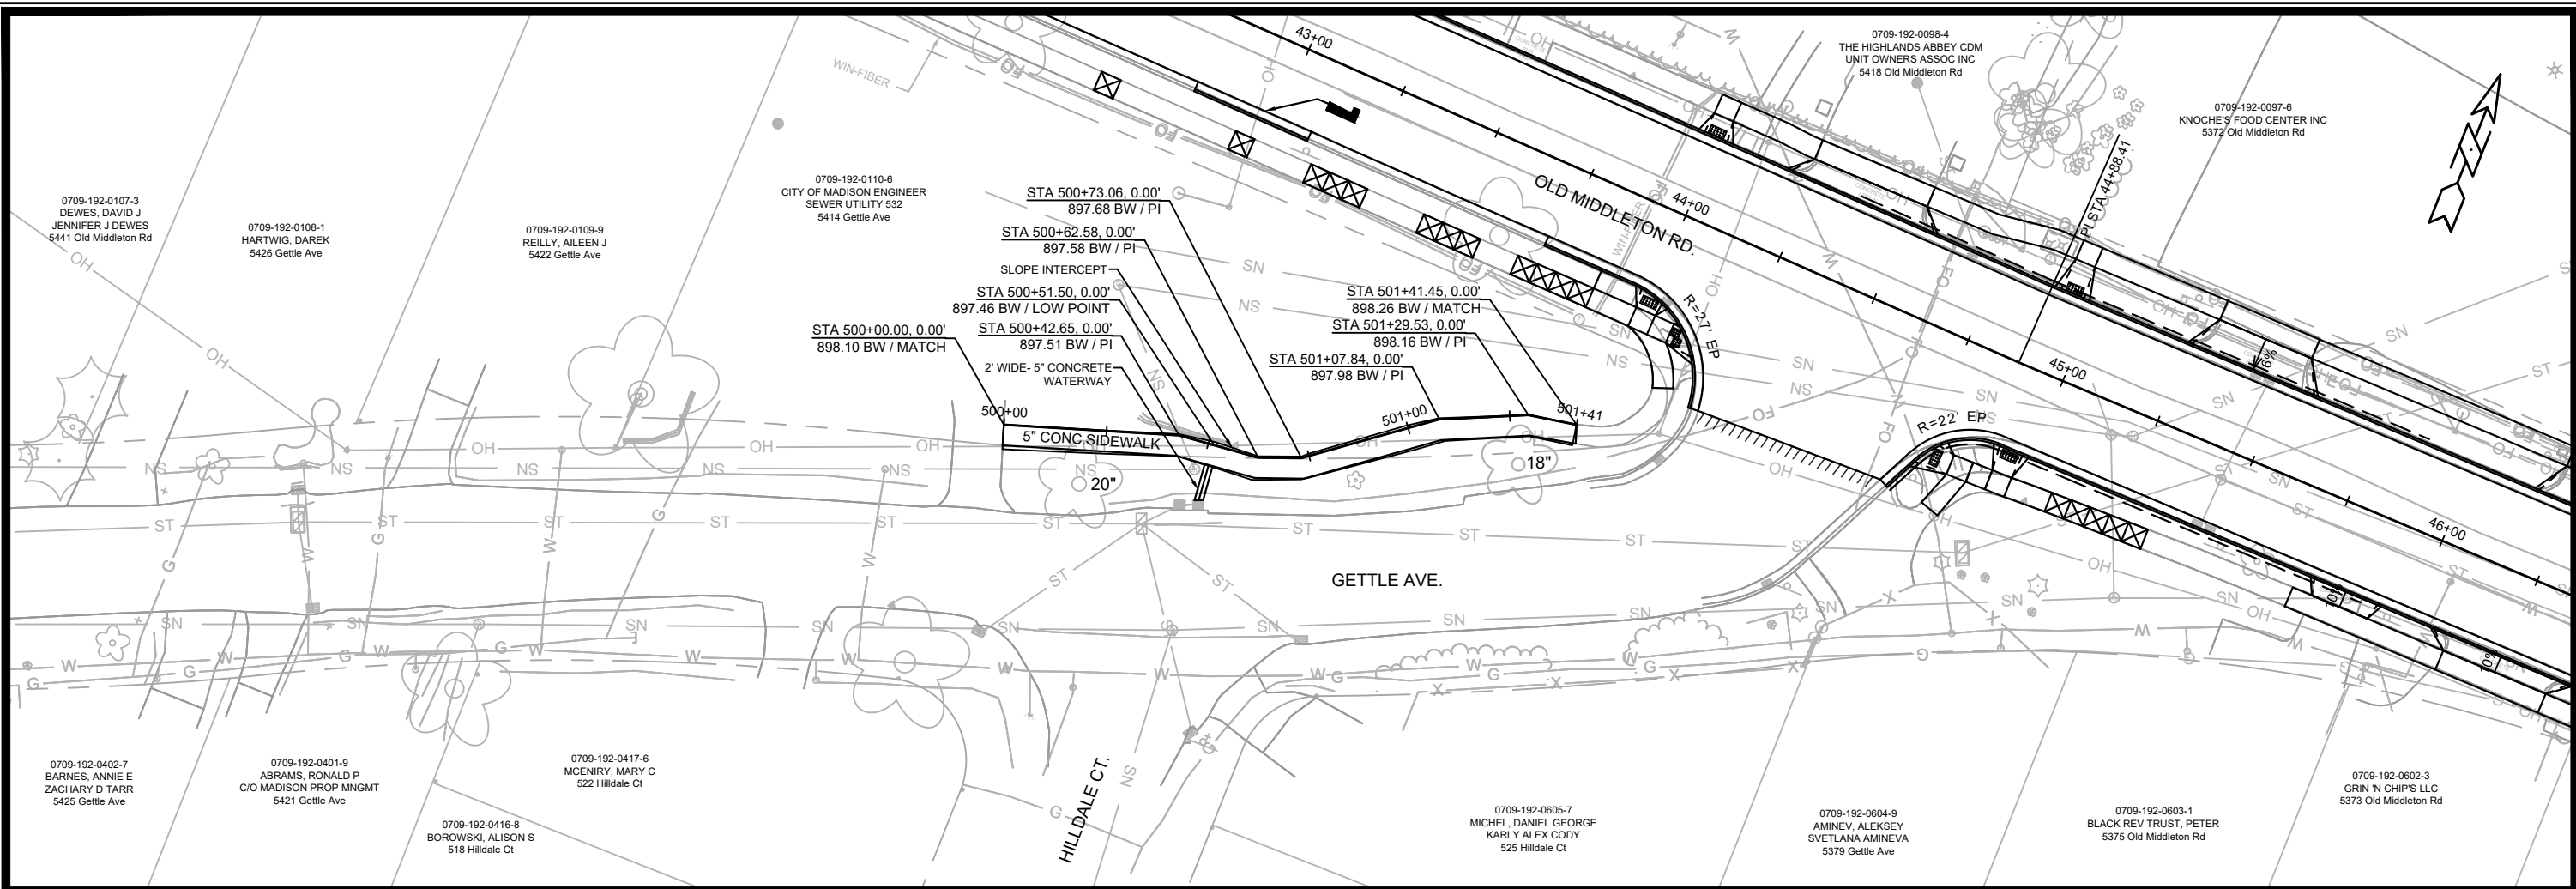 43+00
WIN-FIBER
0709-192-0098-4
THE HIGHLANDS ABBEY CDM
UNIT OWNERS ASSOC INC
5418 Old Middleton Rd
0709-192-0097-6
KNOCHE'S FOOD CENTER INC
5372 Old Middleton Rd
PI STA 44+88.41
0709-192-0107-3
DEWES, DAVID J
JENNIFER J DEWES
5441 Old Middleton Rd
0709-192-0108-1
HARTWIG, DAREK
5426 Gettle Ave
0709-192-0109-9
REILLY, AILEEN J
5422 Gettle Ave
0709-192-0110-6
CITY OF MADISON ENGINEER
SEWER UTILITY 532
5414 Gettle Ave
STA 500+73.06, 0.00'
897.68 BW / PI
STA 500+62.58, 0.00'
897.58 BW / PI
SLOPE INTERCEPT
STA 500+51.50, 0.00'
897.46 BW / LOW POINT
STA 500+42.65, 0.00'
897.51 BW / PI
2' WIDE- 5" CONCRETE
WATERWAY
STA 500+00.00, 0.00'
898.10 BW / MATCH
STA 501+41.45, 0.00'
898.26 BW / MATCH
STA 501+29.53, 0.00'
898.16 BW / PI
STA 501+07.84, 0.00'
897.98 BW / PI
OLD MIDDLETON RD.
44+00
WIN-FIBER
R=27' EP
45+00
6%
R=22' EP
46+00
10%
10%
500+00
501+00
501+41
5" CONC.SIDEWALK
20"
18"
GETTLE AVE.
HILLDALE CT.
0709-192-0402-7
BARNES, ANNIE E
ZACHARY D TARR
5425 Gettle Ave
0709-192-0401-9
ABRAMS, RONALD P
C/O MADISON PROP MNGMT
5421 Gettle Ave
0709-192-0417-6
MCENIRY, MARY C
522 Hilldale Ct
0709-192-0416-8
BOROWSKI, ALISON S
518 Hilldale Ct
0709-192-0605-7
MICHEL, DANIEL GEORGE
KARLY ALEX CODY
525 Hilldale Ct
0709-192-0604-9
AMINEV, ALEKSEY
SVETLANA AMINEVA
5379 Gettle Ave
0709-192-0603-1
BLACK REV TRUST, PETER
5375 Old Middleton Rd
0709-192-0602-3
GRIN 'N CHIP'S LLC
5373 Old Middleton Rd